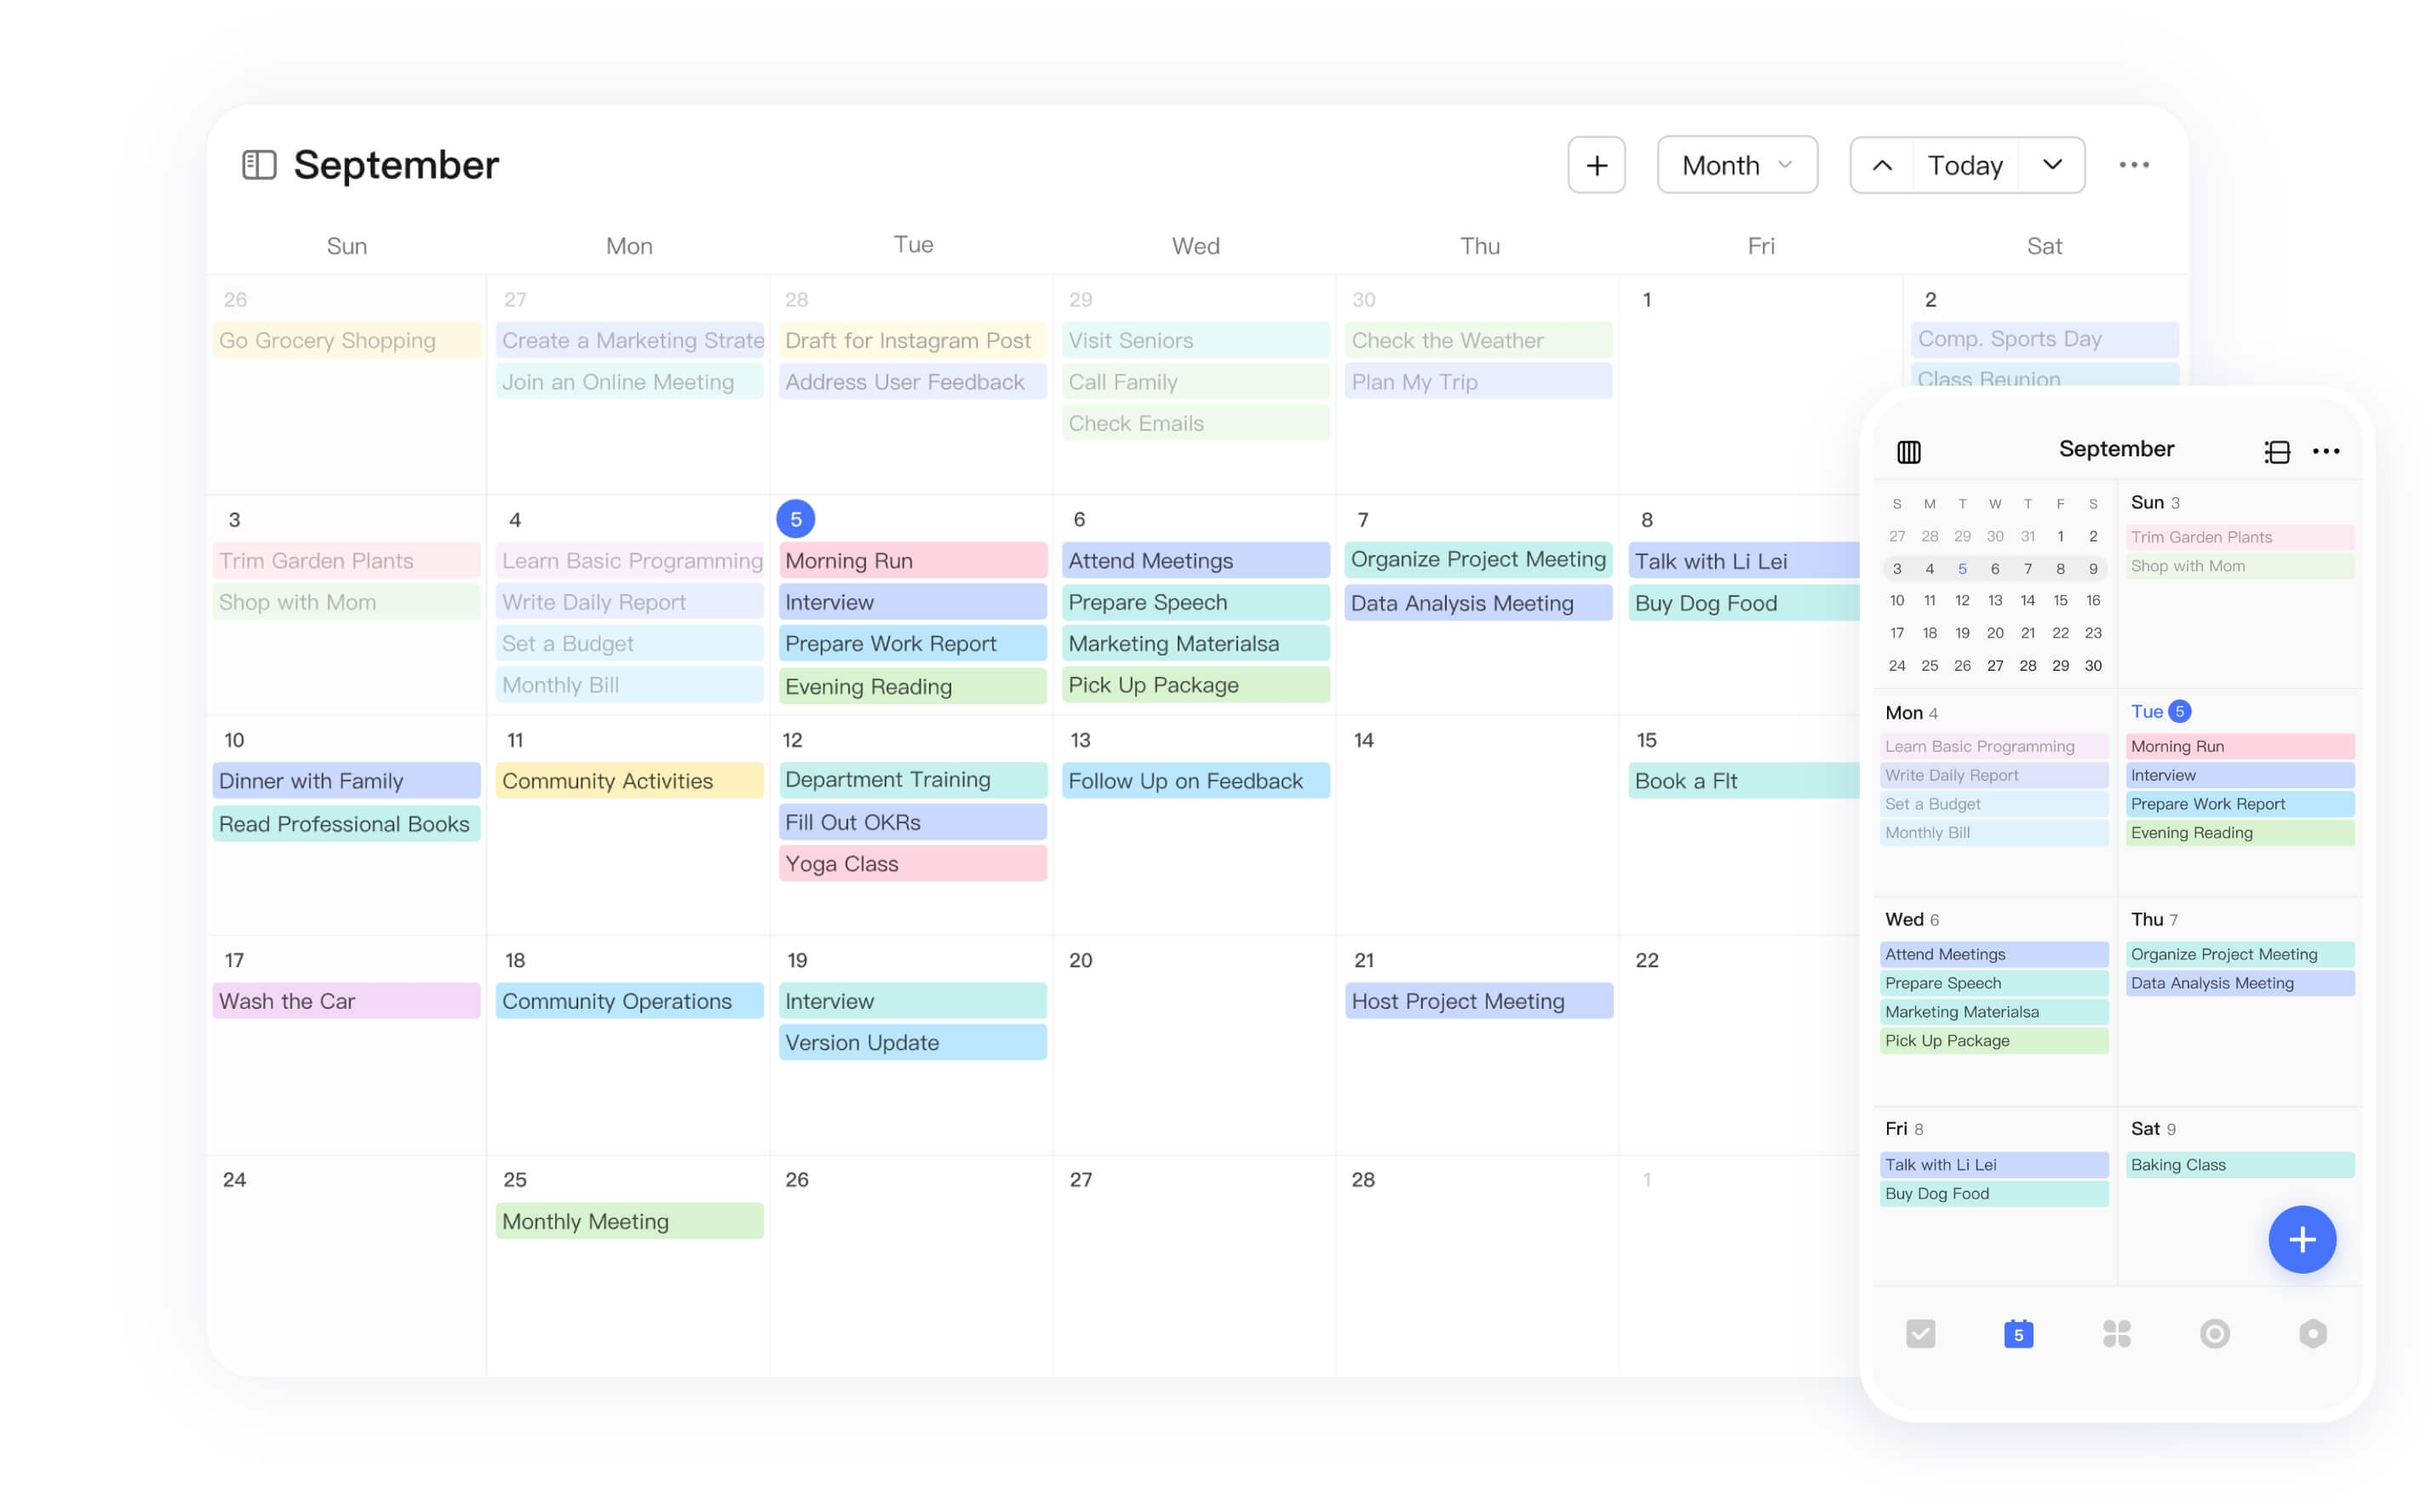 September
Month
Today
Sun Mon Tue Wed Thu Fri Sat
26 27 28 29 30 1 2
Go Grocery Shopping
Create a Marketing Strate
Join an Online Meeting
Draft for Instagram Post
Address User Feedback
Visit Seniors
Call Family
Check Emails
Check the Weather
Plan My Trip
Comp. Sports Day
Class Reunion
3 4 5 6 7 8
Trim Garden Plants
Shop with Mom
Learn Basic Programming
Write Daily Report
Set a Budget
Monthly Bill
Morning Run
Interview
Prepare Work Report
Evening Reading
Attend Meetings
Prepare Speech
Marketing Materialsa
Pick Up Package
Organize Project Meeting
Data Analysis Meeting
Talk with Li Lei
Buy Dog Food
10 11 12 13 14 15
Dinner with Family
Read Professional Books
Community Activities
Department Training
Fill Out OKRs
Yoga Class
Follow Up on Feedback
Book a Flt
17 18 19 20 21 22
Wash the Car
Community Operations
Interview
Version Update
Host Project Meeting
24 25 26 27 28 1
Monthly Meeting
September
S M T W T F S
27 28 29 30 31 1 2
3 4 5 6 7 8 9
10 11 12 13 14 15 16
17 18 19 20 21 22 23
24 25 26 27 28 29 30
Sun 3
Trim Garden Plants
Shop with Mom
Mon 4
Learn Basic Programming
Write Daily Report
Set a Budget
Monthly Bill
Tue 5
Morning Run
Interview
Prepare Work Report
Evening Reading
Wed 6
Attend Meetings
Prepare Speech
Marketing Materialsa
Pick Up Package
Thu 7
Organize Project Meeting
Data Analysis Meeting
Fri 8
Talk with Li Lei
Buy Dog Food
Sat 9
Baking Class
5